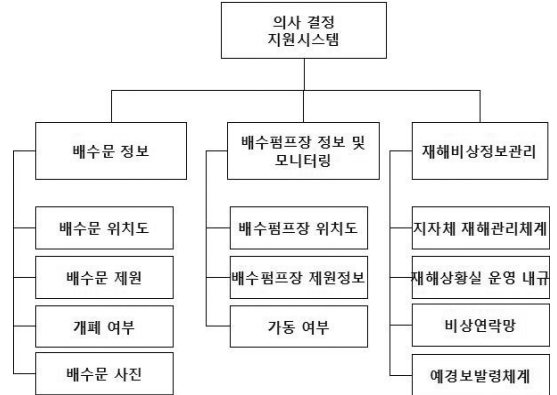 의사 결정
지원시스템
배수문 정보
배수펌프장 정보 및
모니터링
재해비상정보관리
배수문 위치도
배수펌프장 위치도
지자체 재해관리체계
배수문 제원
배수펌프장 제원정보
재해상황실 운영 내규
개폐 여부
가동 여부
비상연락망
배수문 사진
예경보발령체계